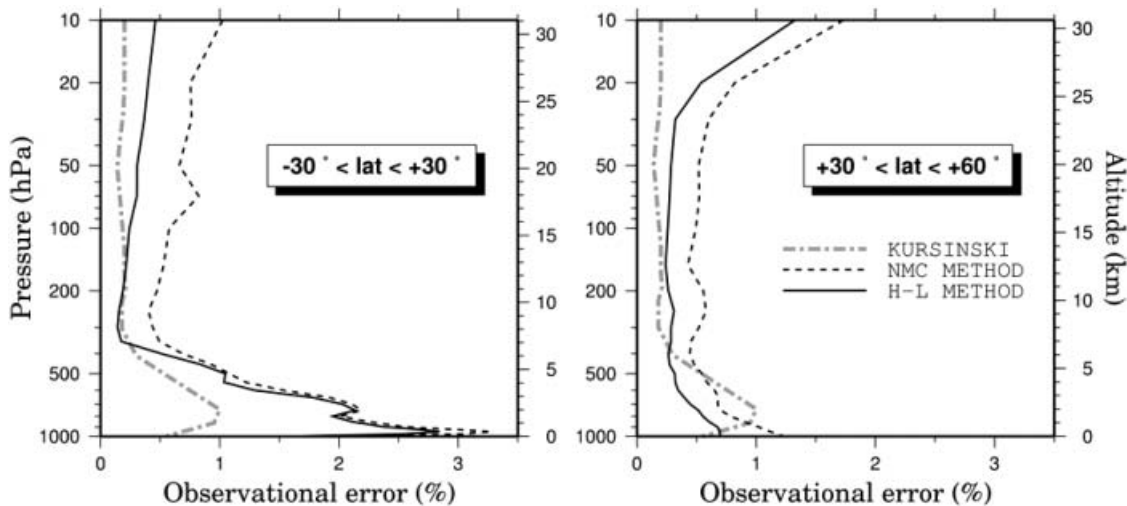 10
20
50
100
200
500
1000
Pressure (hPa)
0 1 2 3
Observational error (%)
30
25
20
15
10
5
0
-30 ° < lat < +30 °
10
20
50
100
200
500
1000
0 1 2 3
Observational error (%)
30
25
20
15
10
5
0
Altitude (km)
+30 ° < lat < +60 °
KURSINSKI
NMC METHOD
H-L METHOD